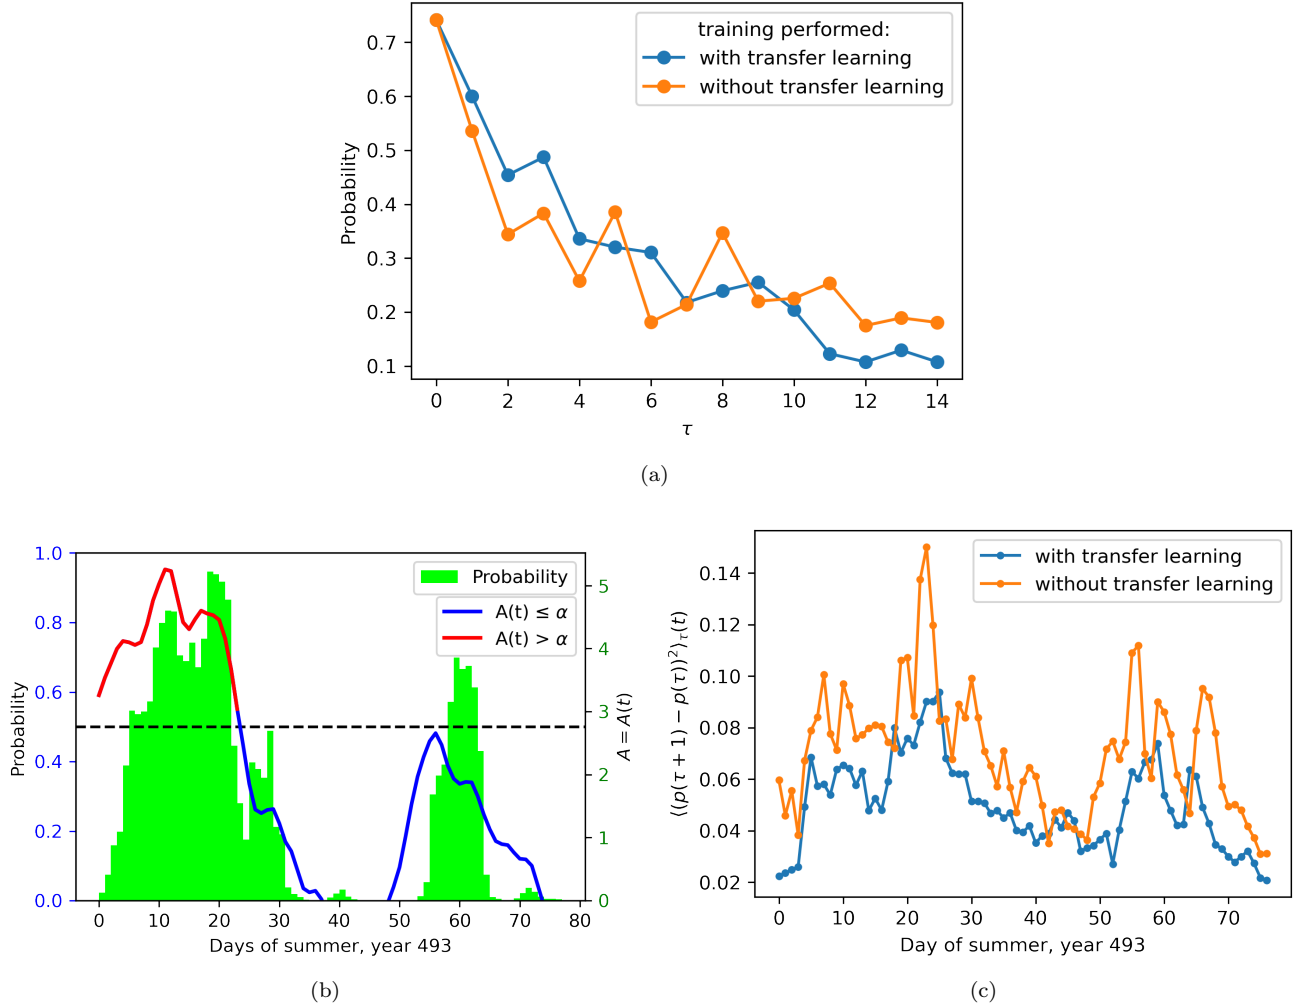 training performed:
with transfer learning
without transfer learning
0.7
0.6
0.5
0.4
0.3
0.2
0.1
Probability
0 2 4 6 8 10 12 14
τ
(a)
1.0
0.8
0.6
0.4
0.2
0.0
Probability
Probability
A(t) ≤ α
A(t) > α
5
4
3
2
1
0
A = A(t)
0 10 20 30 40 50 60 70 80
Days of summer, year 493
(b)
with transfer learning
without transfer learning
0.14
0.12
0.10
0.08
0.06
0.04
0.02
⟨(p(τ + 1) − p(τ))²⟩τ(t)
0 10 20 30 40 50 60 70
Day of summer, year 493
(c)